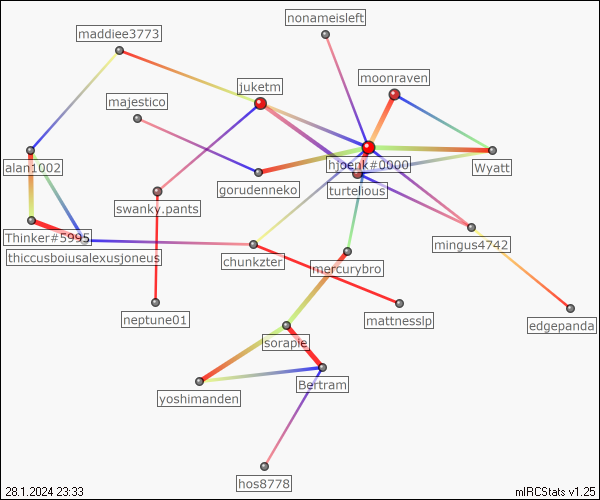 nonameisleft
maddiee3773
moonraven
juketm
majestico
hjoenk#0000
alan1002
Wyatt
gorudenneko
turtelious
swanky.pants
Thinker#5995
mingus4742
thiccusboiusalexusjoneus
chunkzter
mercurybro
neptune01
mattnesslp
edgepanda
sorapie
Bertram
yoshimanden
hos8778
28.1.2024 23:33
mIRCStats v1.25